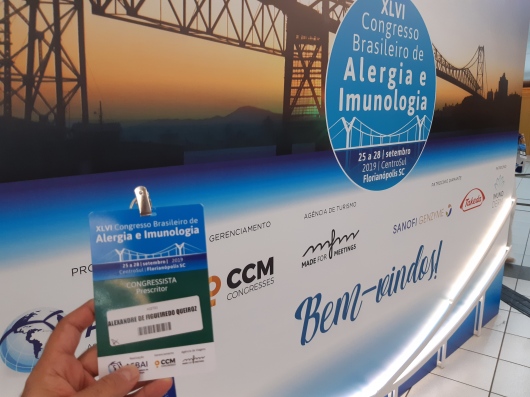 XLVI
Congresso
Brasileiro de
Alergia e
Imunologia
25 a 28 | setembro
2019 | CentroSul
Florianópolis SC
GERENCIAMENTO
CCM
CONGRESSES
AGÊNCIA DE TURISMO
mfm
MADE FOR MEETINGS
SANOFI GENZYME
Takeda
Bem-vindos!
XLVI Congresso Brasileiro de
Alergia e Imunologia
25 a 28 | setembro | 2019
CentroSul - Florianópolis SC
CONGRESSISTA
Prescritor
ALEXANDRE DE FIGUEIREDO QUEIROZ
ASBAI
CCM